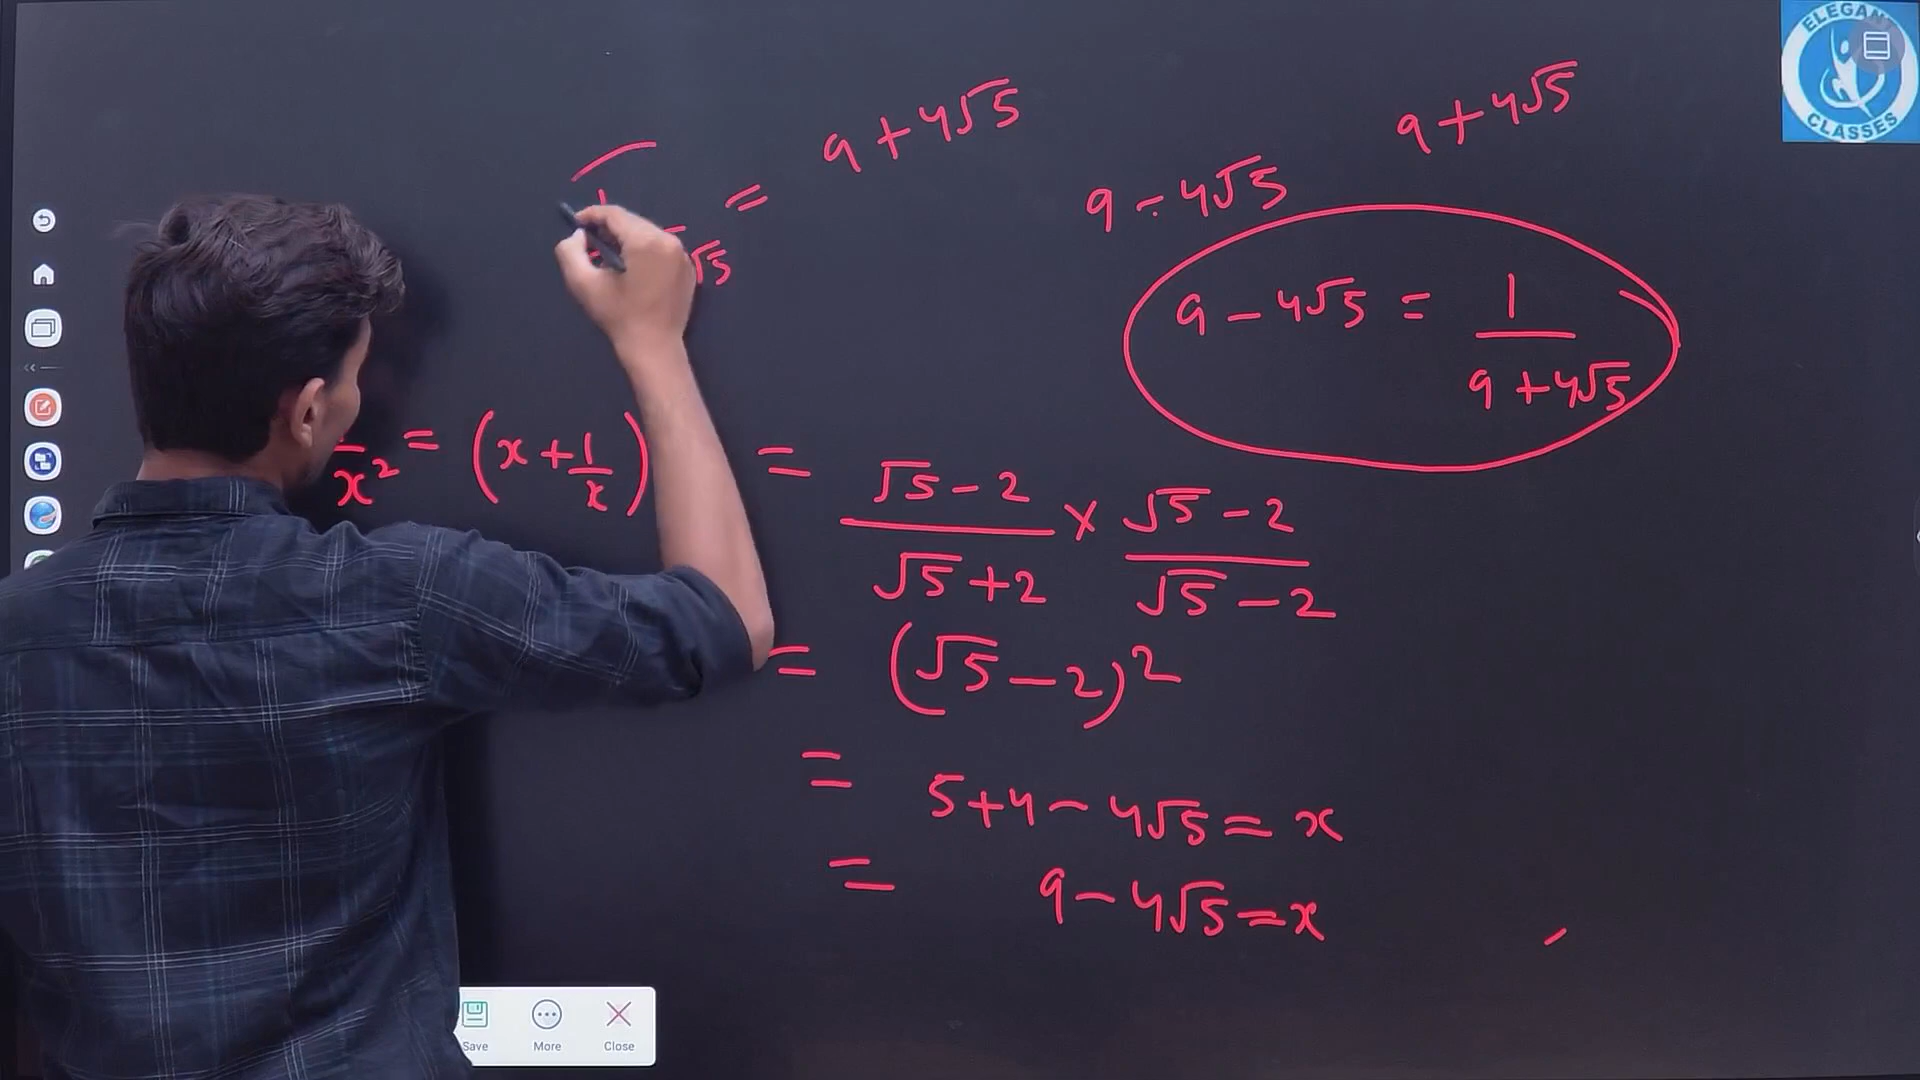 ELEGAN
CLASSES
9 + 4√5
9 + 4√5
√5 =
9 - 4√5
9 - 4√5 = 1/(9 + 4√5)
x² = (x + 1/x)
= (√5 - 2)/(√5 + 2) × (√5 - 2)/(√5 - 2)
= (√5 - 2)²
= 5 + 4 - 4√5 = x
= 9 - 4√5 = x
Save More Close